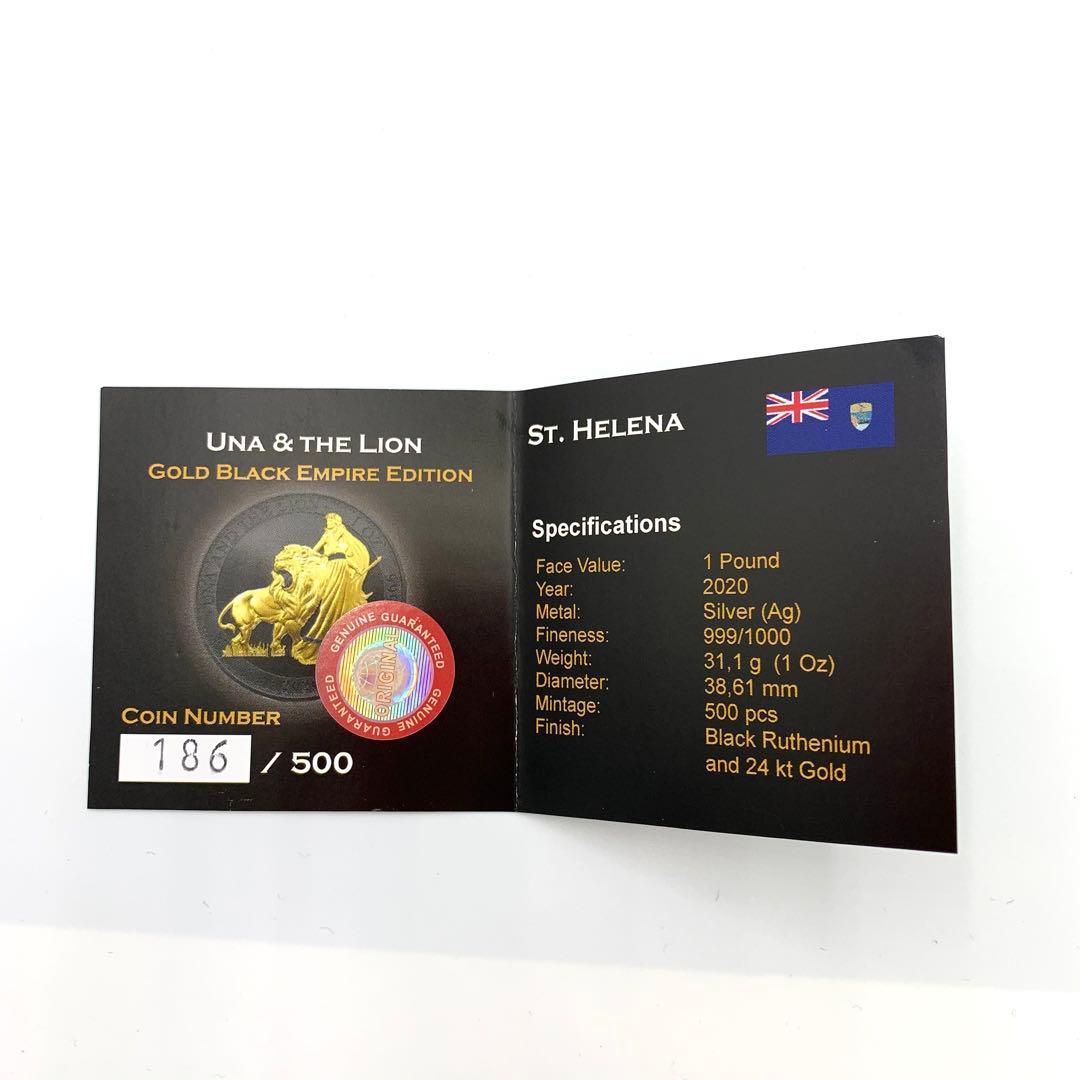 UNA & THE LION
GOLD BLACK EMPIRE EDITION
GENUINE GUARANTEED GENUINE GUARANTEED
ORIGINAL
COIN NUMBER
186 / 500
ST. HELENA
Specifications
Face Value: 1 Pound
Year: 2020
Metal: Silver (Ag)
Fineness: 999/1000
Weight: 31,1 g (1 Oz)
Diameter: 38,61 mm
Mintage: 500 pcs
Finish: Black Ruthenium
and 24 kt Gold